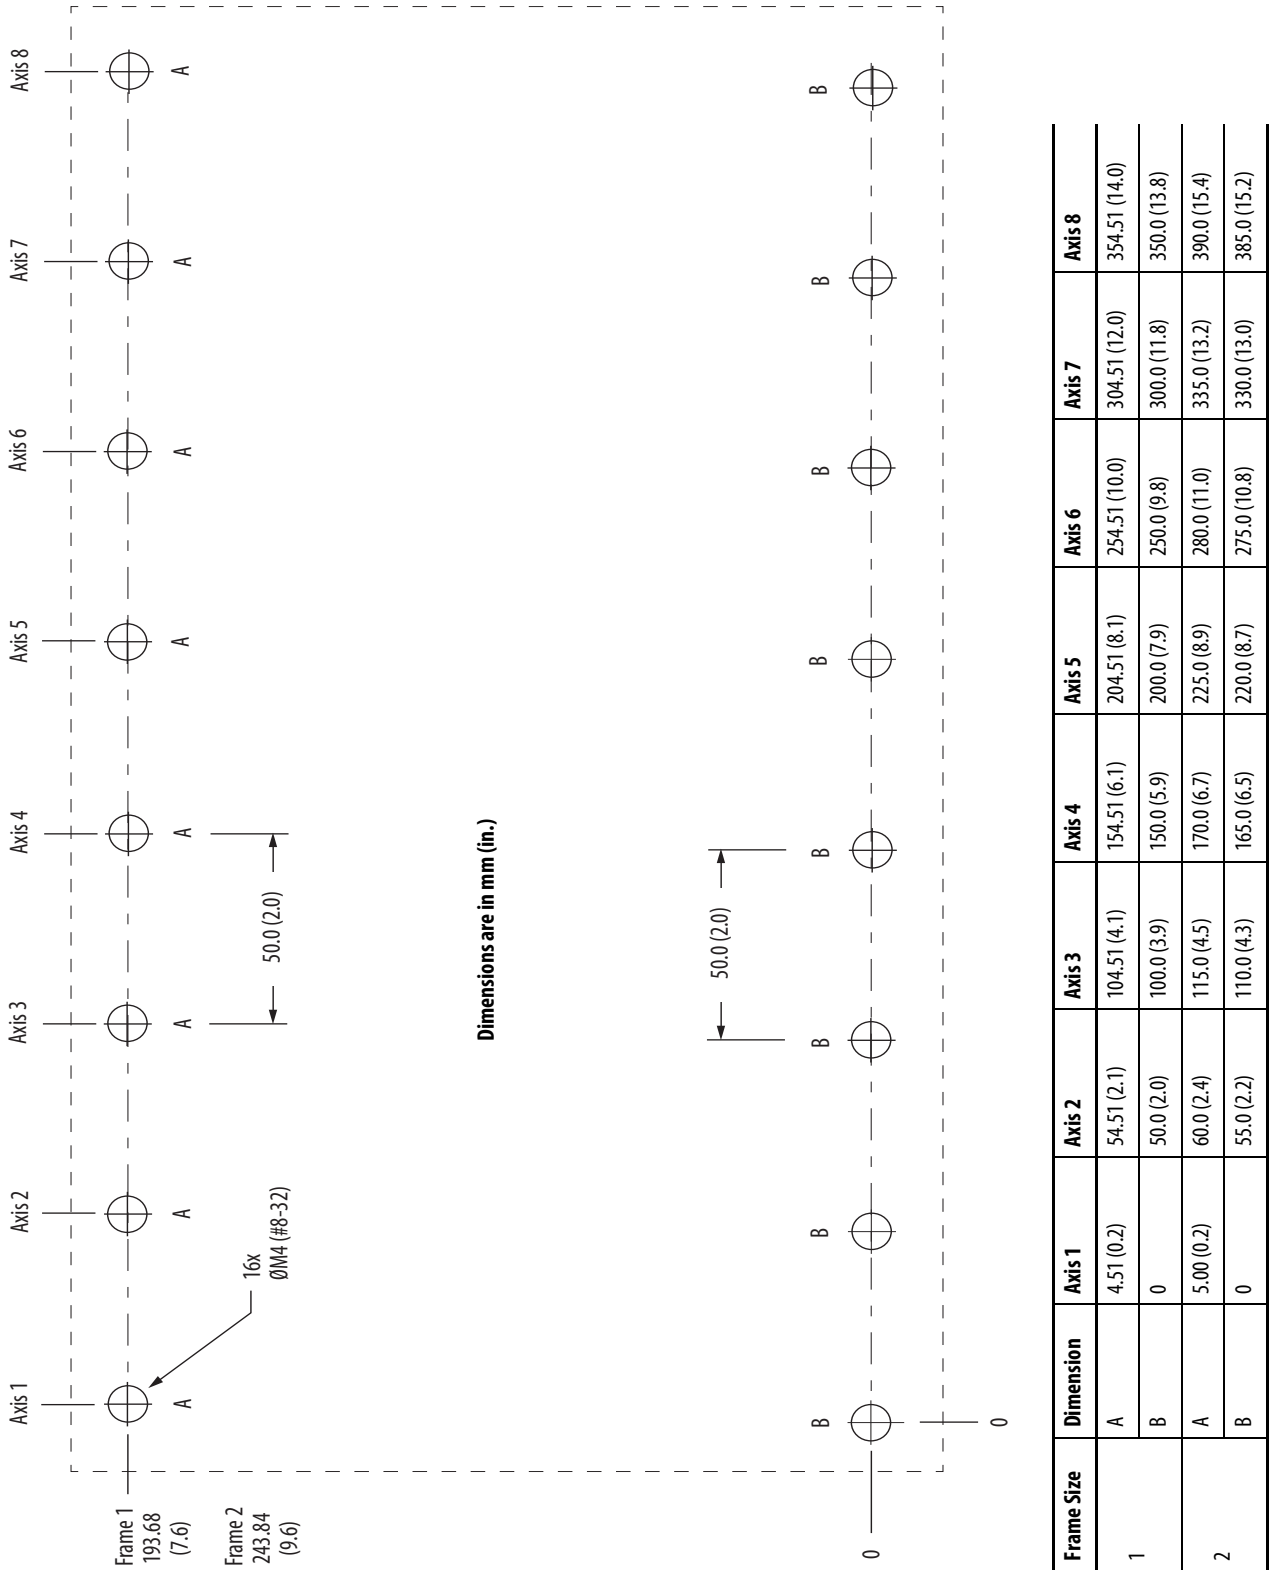 Axis 1
Axis 2
Axis 3
Axis 4
Axis 5
Axis 6
Axis 7
Axis 8
Frame 1
193.68
(7.6)
A
A
A
A
A
A
A
A
Frame 2
243.84
(9.6)
16x
ØM4 (#8-32)
50.0 (2.0)
Dimensions are in mm (in.)
50.0 (2.0)
B
B
B
B
B
B
B
B
0
0
Frame Size Dimension Axis 1 Axis 2 Axis 3 Axis 4 Axis 5 Axis 6 Axis 7 Axis 8
1 A 4.51 (0.2) 54.51 (2.1) 104.51 (4.1) 154.51 (6.1) 204.51 (8.1) 254.51 (10.0) 304.51 (12.0) 354.51 (14.0)
B 0 50.0 (2.0) 100.0 (3.9) 150.0 (5.9) 200.0 (7.9) 250.0 (9.8) 300.0 (11.8) 350.0 (13.8)
2 A 5.00 (0.2) 60.0 (2.4) 115.0 (4.5) 170.0 (6.7) 225.0 (8.9) 280.0 (11.0) 335.0 (13.2) 390.0 (15.4)
B 0 55.0 (2.2) 110.0 (4.3) 165.0 (6.5) 220.0 (8.7) 275.0 (10.8) 330.0 (13.0) 385.0 (15.2)